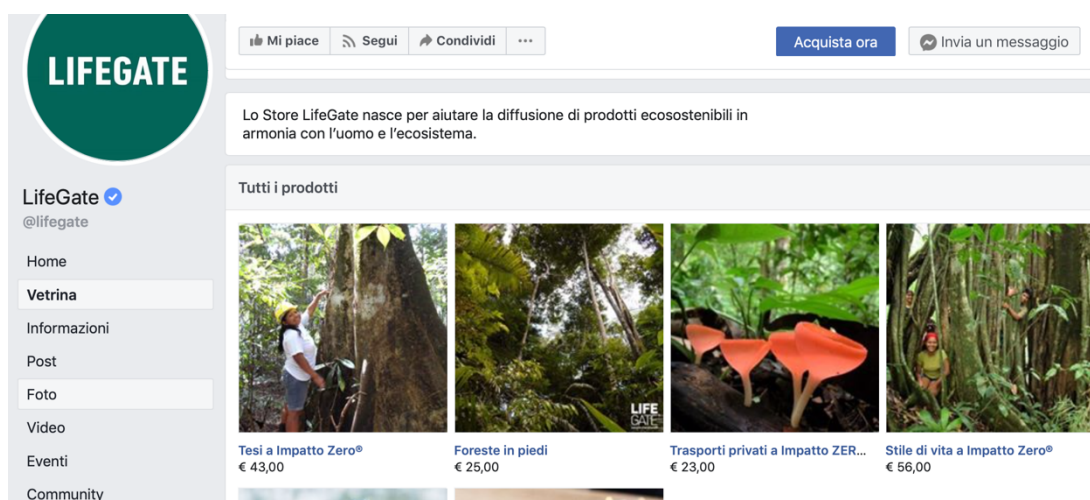 LIFEGATE
LifeGate
@lifegate
Home
Vetrina
Informazioni
Post
Foto
Video
Eventi
Community
Mi piace Segui Condividi ...
Acquista ora Invia un messaggio
Lo Store LifeGate nasce per aiutare la diffusione di prodotti ecosostenibili in
armonia con l'uomo e l'ecosistema.
Tutti i prodotti
LIFE
GATE
Tesi a Impatto Zero®
€ 43,00
Foreste in piedi
€ 25,00
Trasporti privati a Impatto ZER...
€ 23,00
Stile di vita a Impatto Zero®
€ 56,00